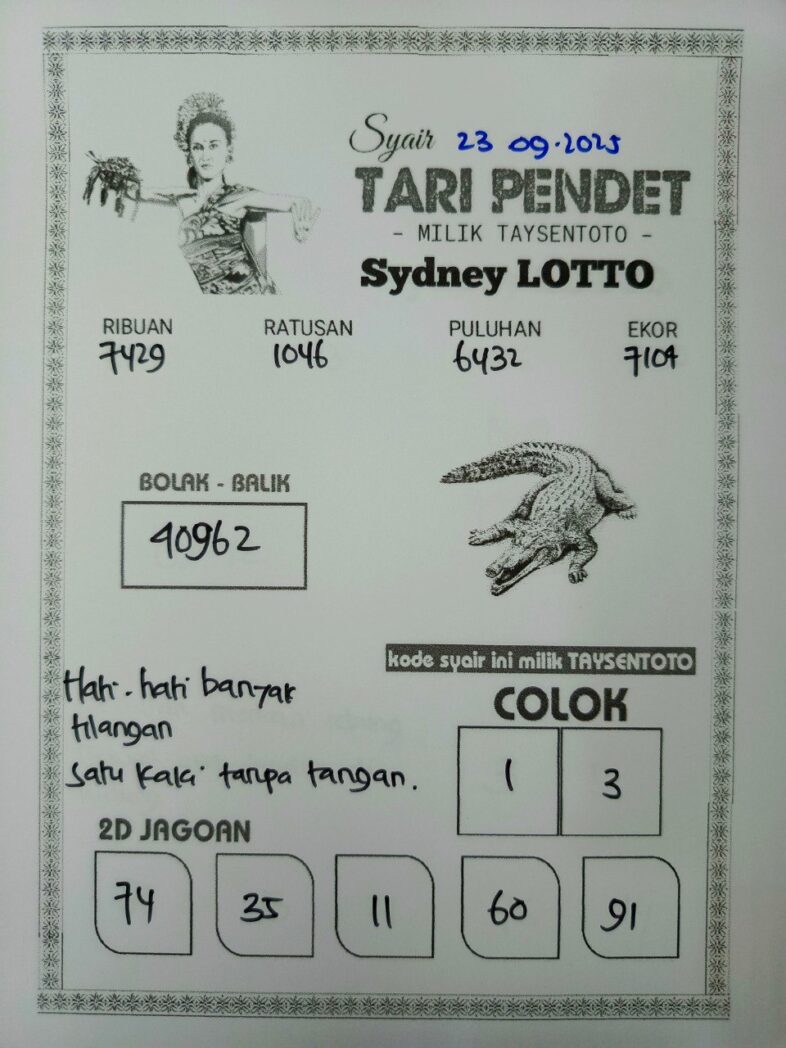 Syair 23 09.2025
TARI PENDET
- MILIK TAYSENTOTO -
Sydney LOTTO
RIBUAN RATUSAN PULUHAN EKOR
7429 1046 6432 7104
BOLAK - BALIK
40962
kode syair ini milik TAYSENTOTO
Hati-hati banyak
tilangan
satu kaki tanpa tangan.
COLOK
1 3
2D JAGOAN
74 35 11 60 91